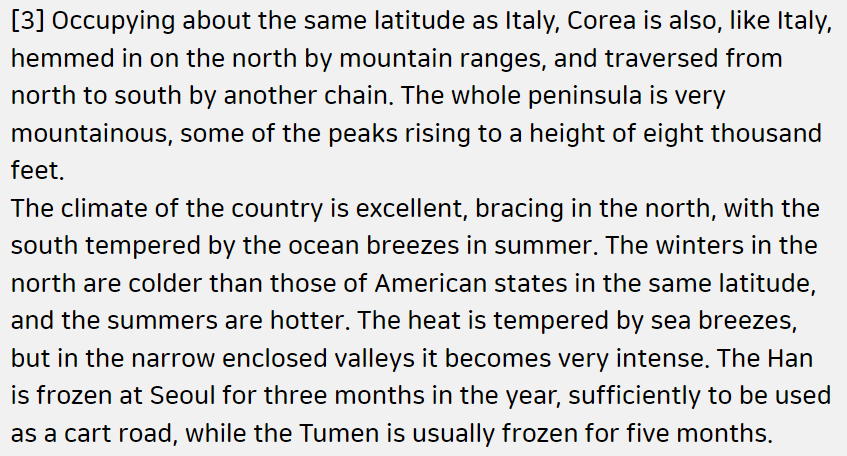 [3] Occupying about the same latitude as Italy, Corea is also, like Italy,
hemmed in on the north by mountain ranges, and traversed from
north to south by another chain. The whole peninsula is very
mountainous, some of the peaks rising to a height of eight thousand
feet.
The climate of the country is excellent, bracing in the north, with the
south tempered by the ocean breezes in summer. The winters in the
north are colder than those of American states in the same latitude,
and the summers are hotter. The heat is tempered by sea breezes,
but in the narrow enclosed valleys it becomes very intense. The Han
is frozen at Seoul for three months in the year, sufficiently to be used
as a cart road, while the Tumen is usually frozen for five months.